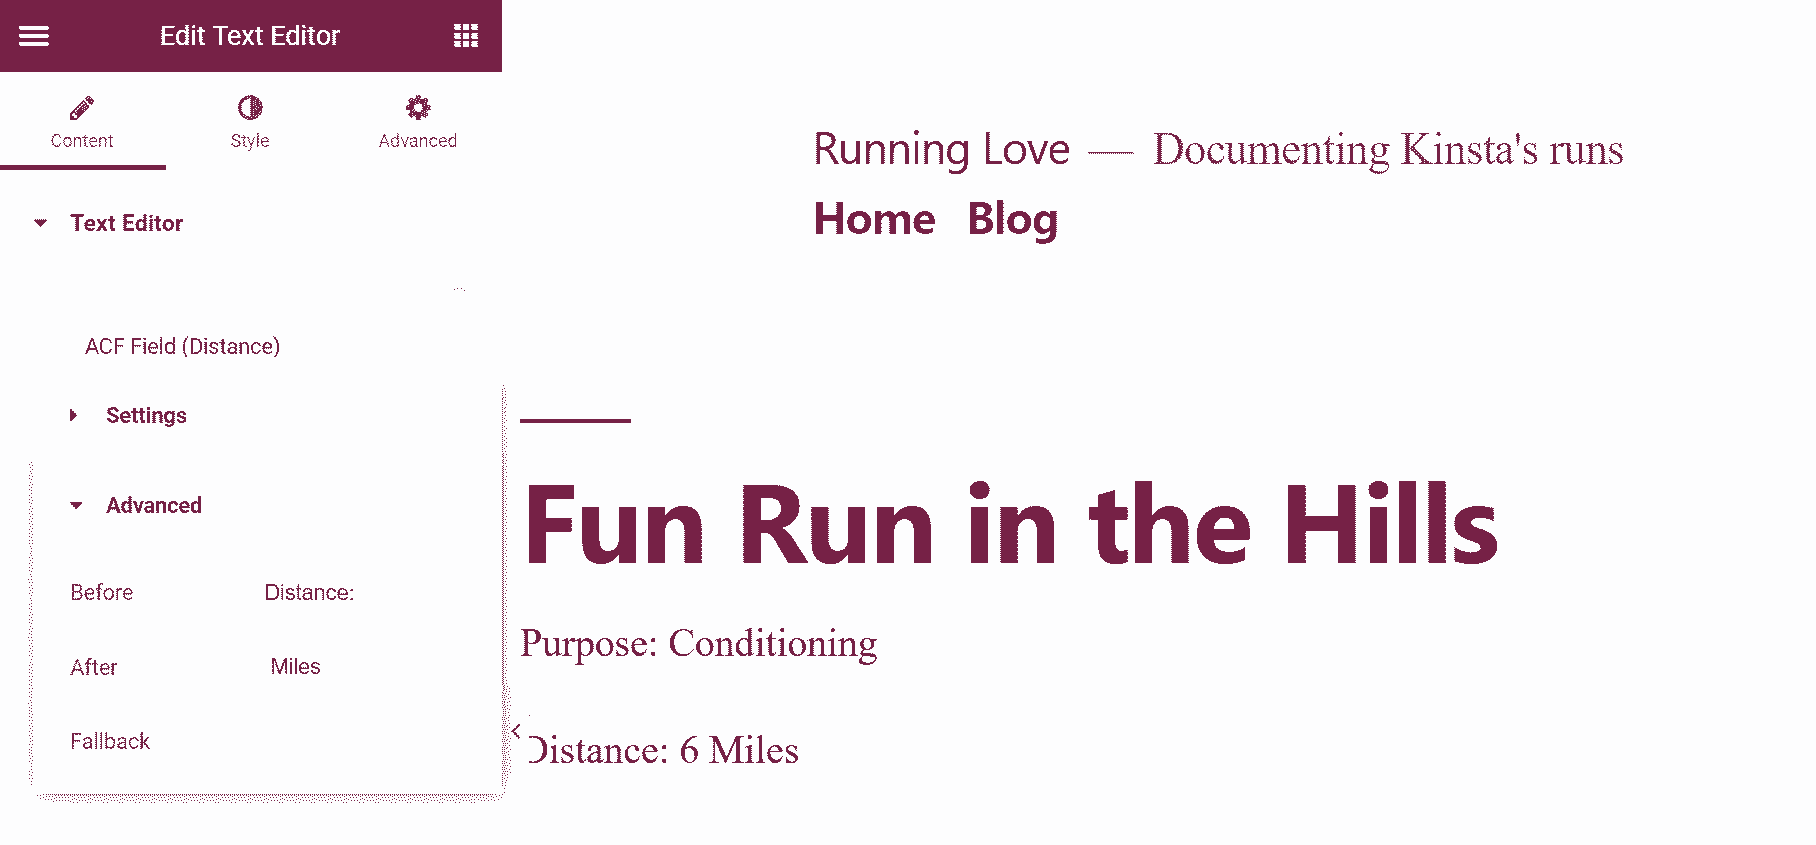 Edit Text Editor
Content Style Advanced
Text Editor
ACF Field (Distance)
Settings
Advanced
Before Distance:
After Miles
Fallback
Running Love — Documenting Kinsta's runs
Home Blog
Fun Run in the Hills
Purpose: Conditioning
Distance: 6 Miles